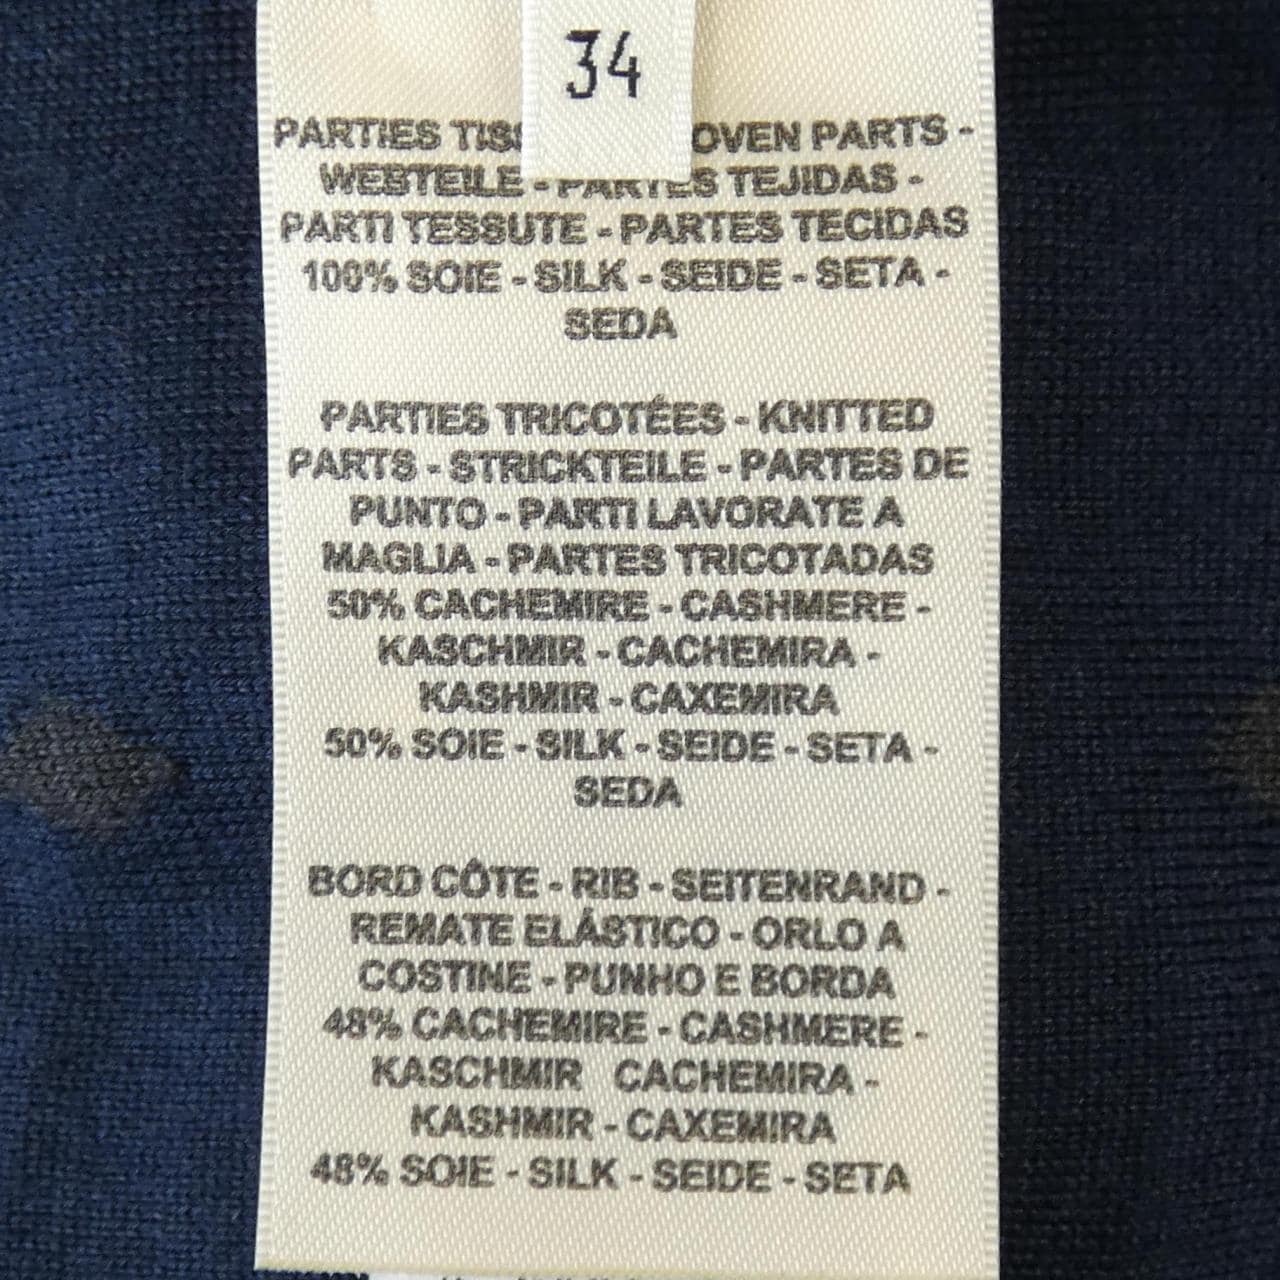 34
PARTIES OVEN PARTS -
WEBTEILE - PARTES TEJIDAS -
PARTI TESSUTE - PARTES TECIDAS
100% SOIE - SILK - SEIDE - SETA -
SEDA
PARTIES TRICOTÉES - KNITTED
PARTS - STRICKTEILE - PARTES DE
PUNTO - PARTI LAVORATE A
MAGLIA - PARTES TRICOTADAS
50% CACHEMIRE - CASHMERE -
KASCHMIR - CACHEMIRA -
KASHMIR - CAXEMIRA
50% SOIE - SILK - SEIDE - SETA -
SEDA
BORD CÔTE - RIB - SEITENRAND -
REMATE ELÁSTICO - ORLO A
COSTINE - PUNHO E BORDA
48% CACHEMIRE - CASHMERE -
KASCHMIR CACHEMIRA -
KASHMIR - CAXEMIRA
48% SOIE - SILK - SEIDE - SETA